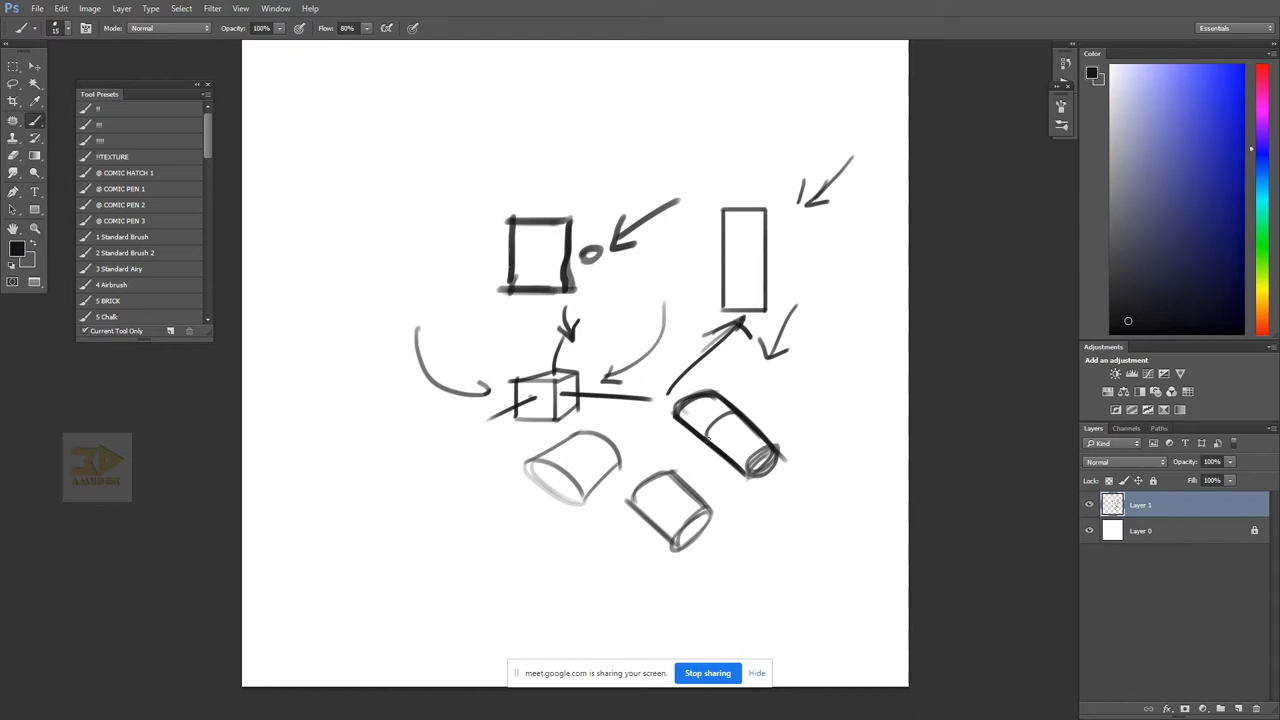 Ps File Edit Image Layer Type Select Filter View Window Help
15 Mode: Normal Opacity: 100% Flow: 80% Essentials
Tool Presets
!!
!!!
!!!!
!!TEXTURE
@ COMIC HATCH 1
@ COMIC PEN 1
@ COMIC PEN 2
@ COMIC PEN 3
1 Standard Brush
2 Standard Brush 2
3 Standard Airy
4 Airbrush
5 BRICK
5 Chalk
Current Tool Only
Color
Adjustments
Add an adjustment
Layers Channels Paths
Kind
Normal Opacity: 100%
Lock: Fill: 100%
Layer 1
Layer 0
meet.google.com is sharing your screen. Stop sharing Hide